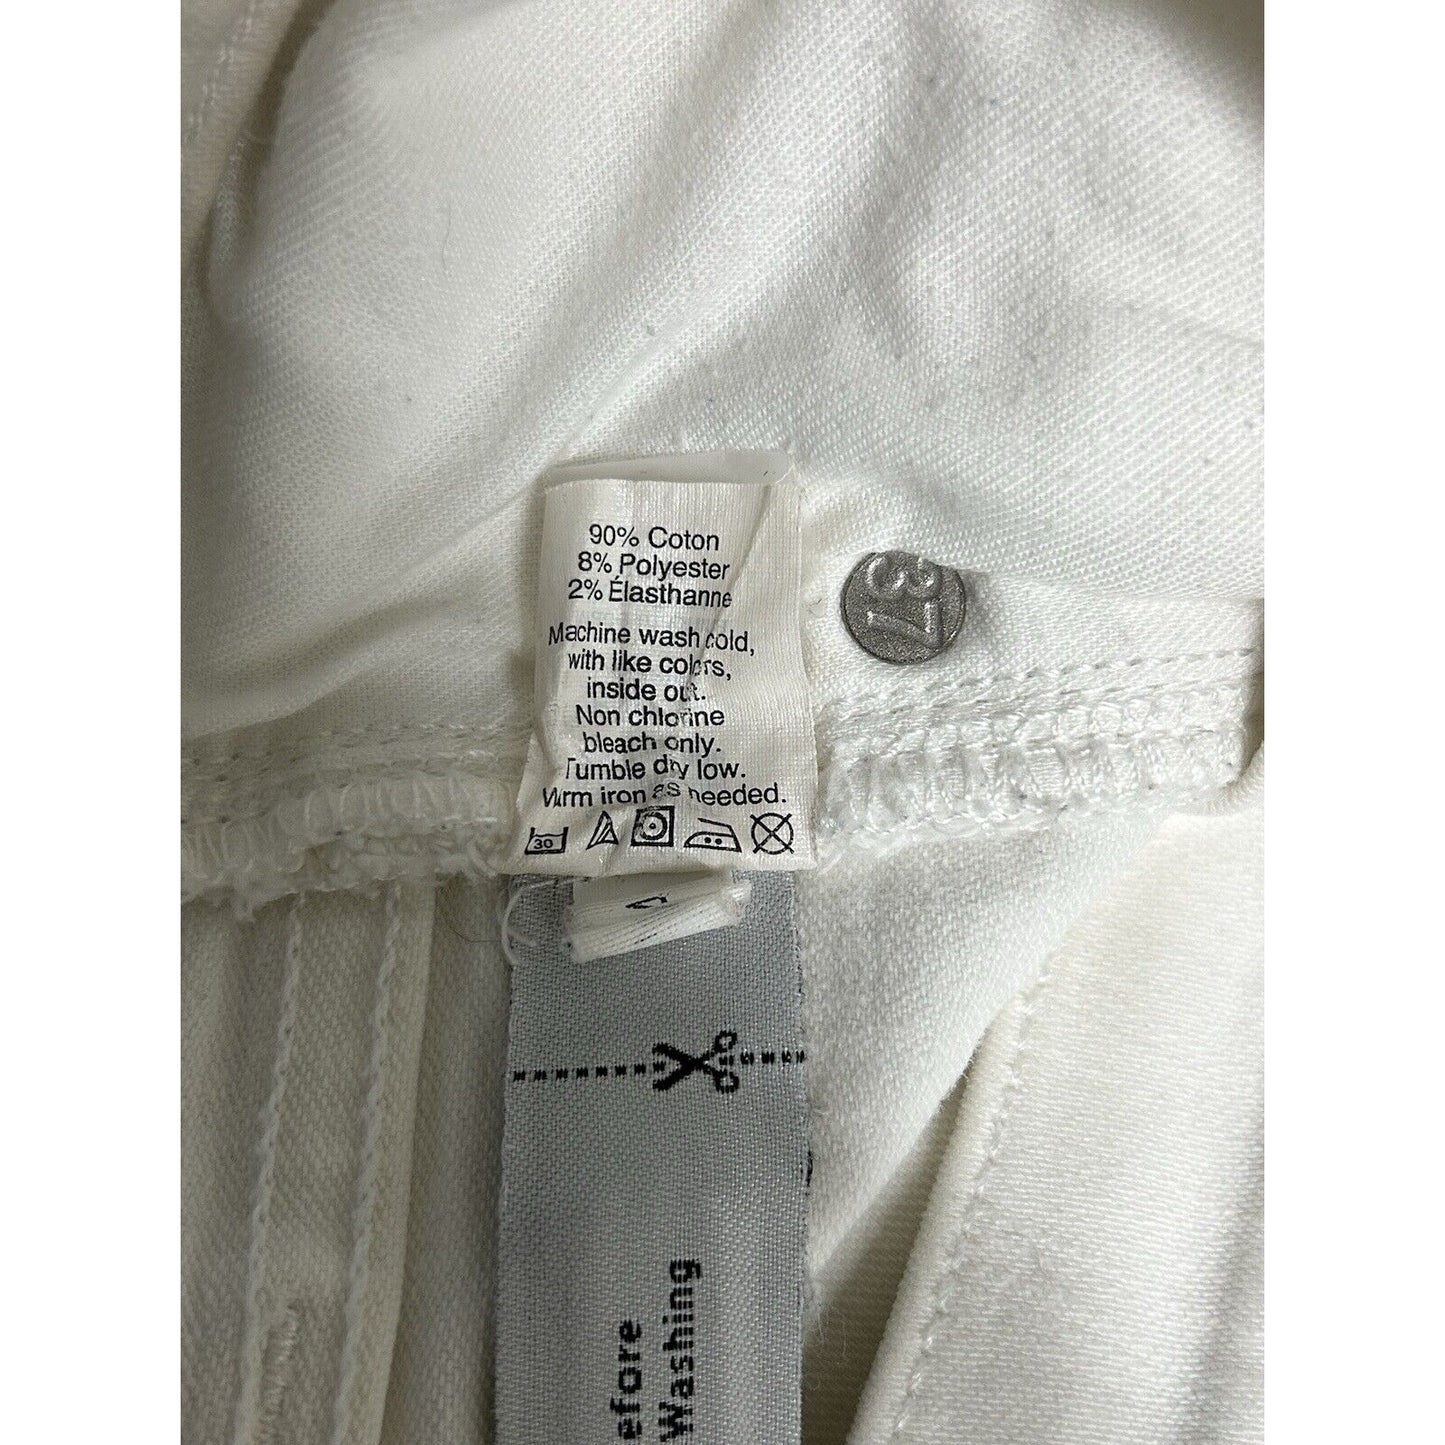 90% Coton
8% Polyester
2% Élasthanne
Machine wash cold,
with like colors,
inside out.
Non chlorine
bleach only.
Tumble dry low.
Warm iron as needed.
30
37
efore
Washing